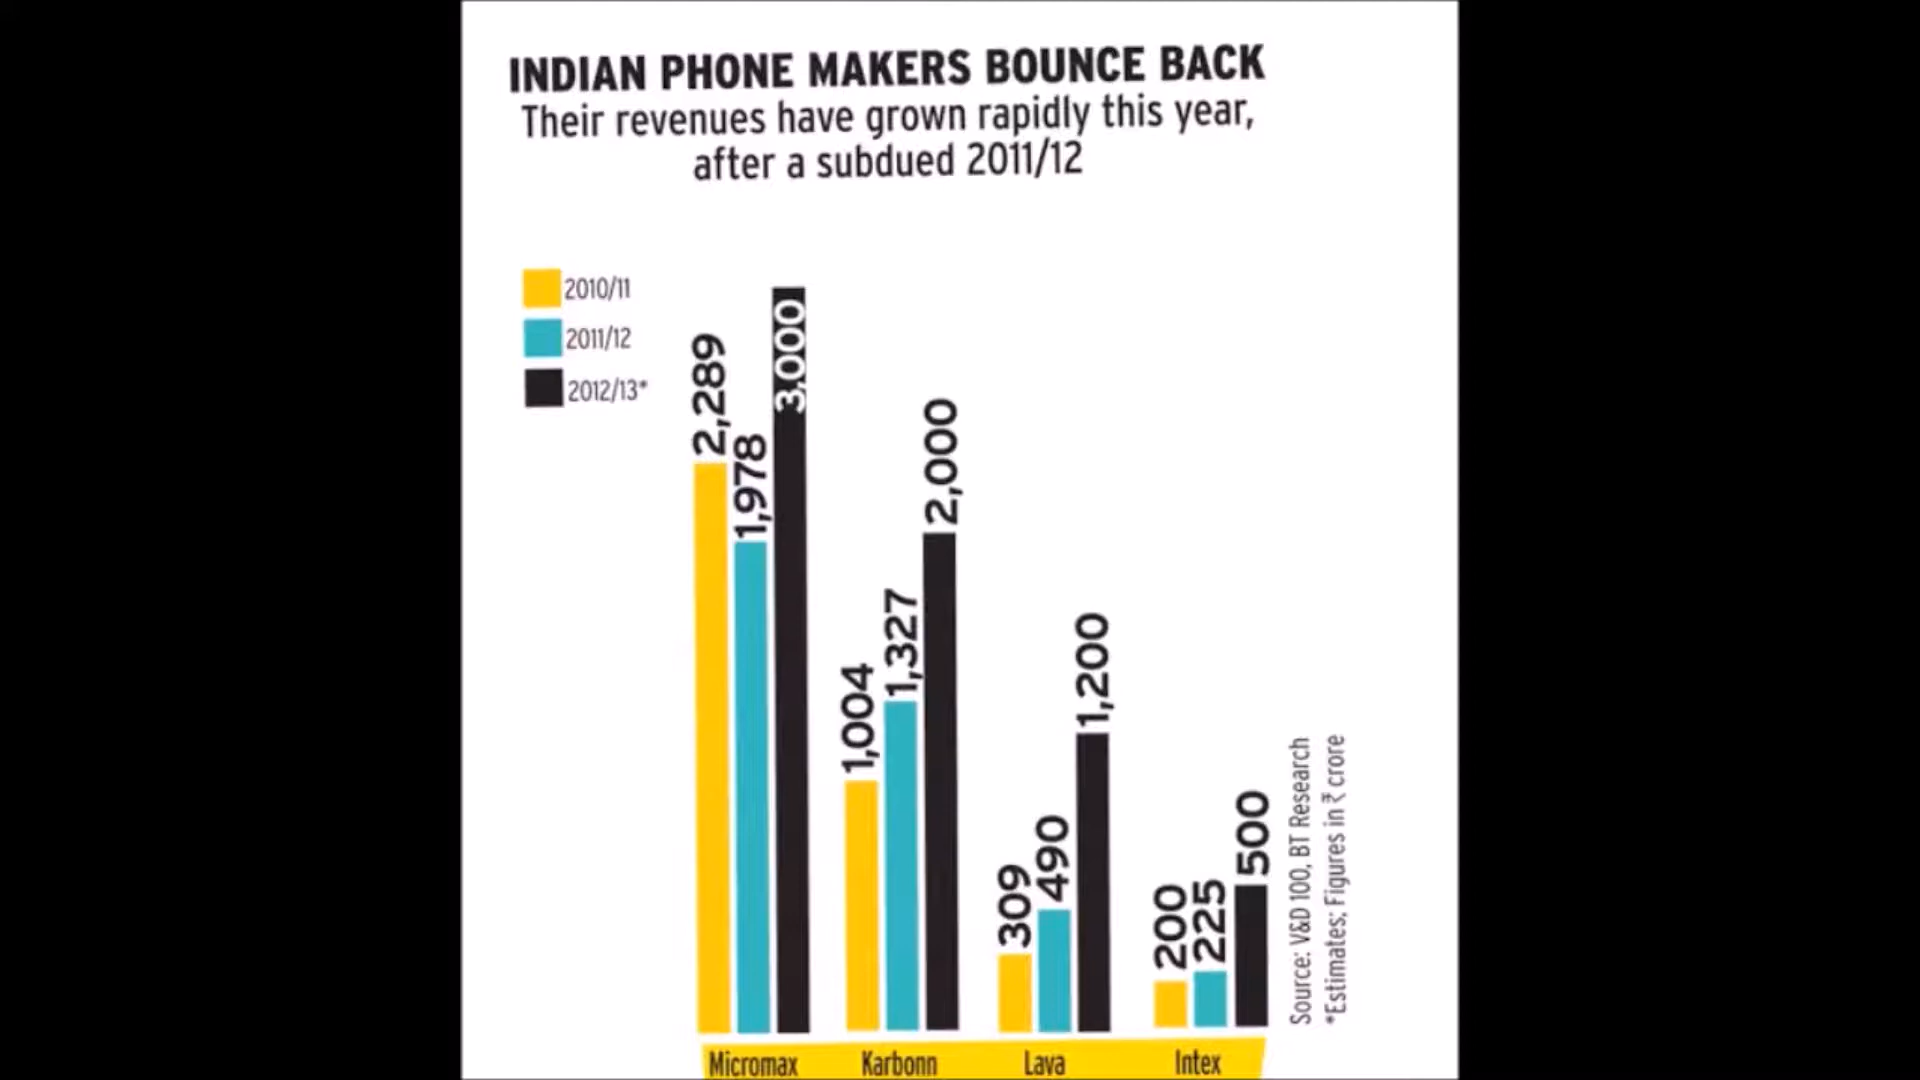 INDIAN PHONE MAKERS BOUNCE BACK
Their revenues have grown rapidly this year,
after a subdued 2011/12
2010/11
2011/12
2012/13*
2,289
1,978
3,000
1,004
1,327
2,000
309
490
1,200
200
225
500
Micromax
Karbonn
Lava
Intex
Source: V&D 100, BT Research
*Estimates; Figures in ₹ crore